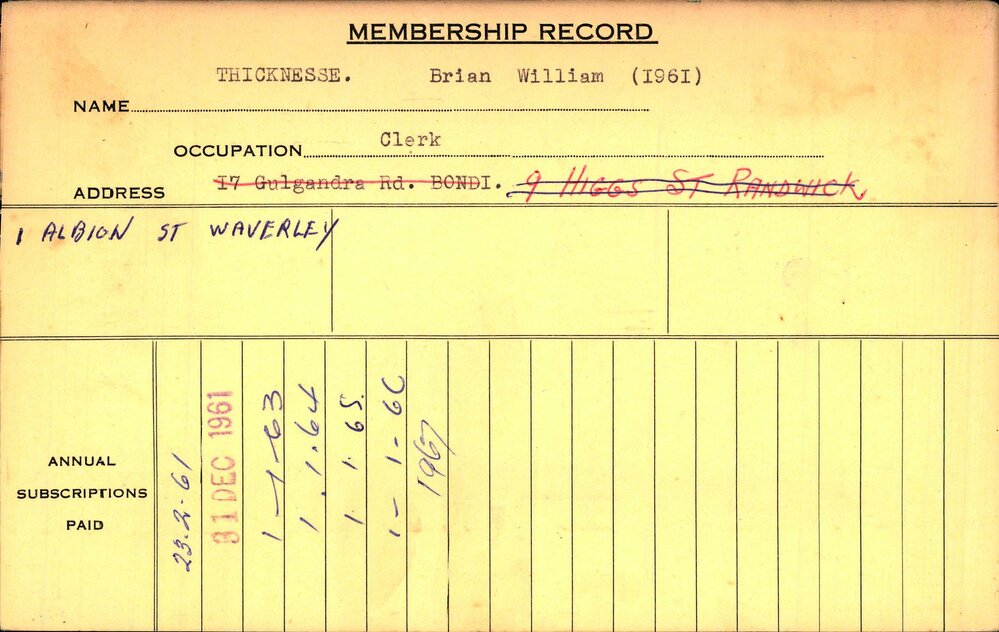 MEMBERSHIP RECORD
THICKNESSE. Brian William (I96I)
NAME
Clerk
OCCUPATION
ADDRESS I7 Gulgandra Rd. BONDI. 9 HIGGS ST RANDWICK
1 ALBION ST WAVERLEY
ANNUAL
SUBSCRIPTIONS
PAID
23-2-61
31 DEC 1961
1-1-63
1.1.64
1.1.65.
1-1-66
1967